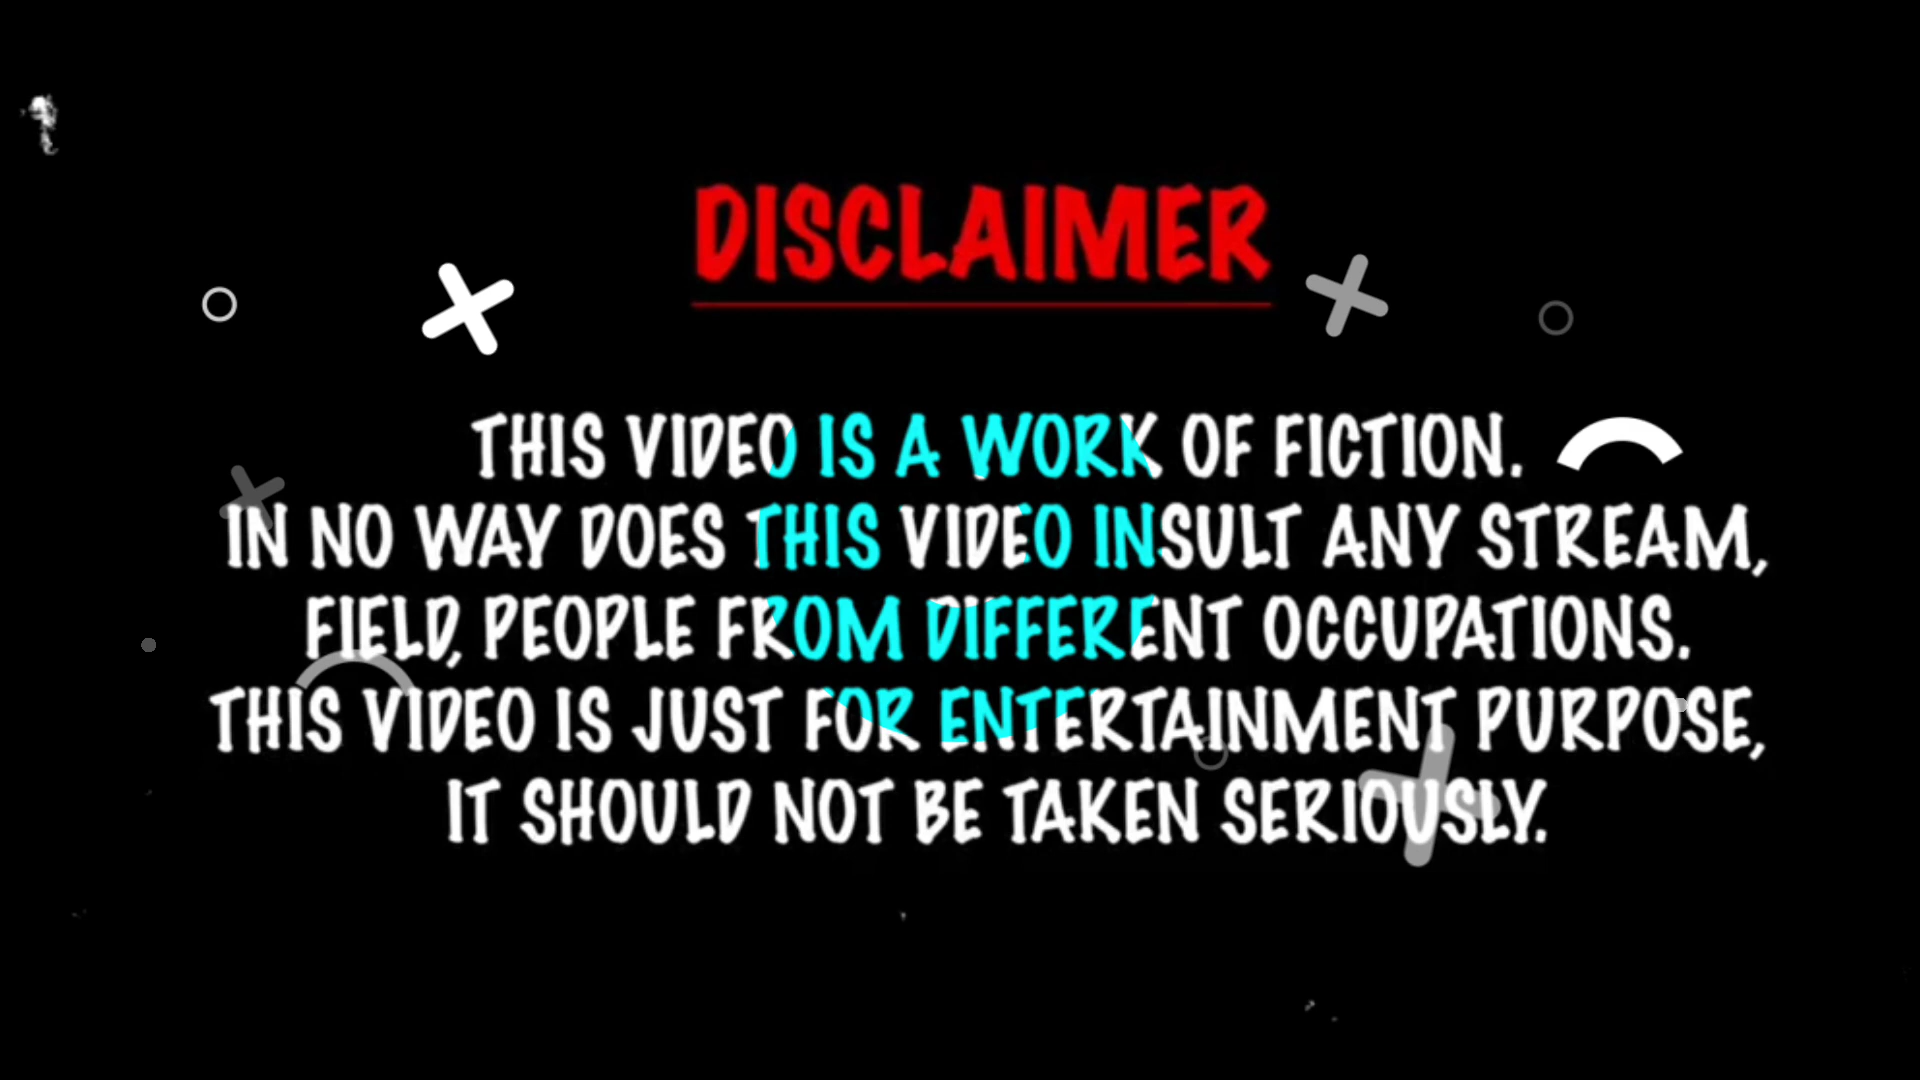 DISCLAIMER
THIS VIDEO IS A WORK OF FICTION.
IN NO WAY DOES THIS VIDEO INSULT ANY STREAM,
FIELD, PEOPLE FROM DIFFERENT OCCUPATIONS.
THIS VIDEO IS JUST FOR ENTERTAINMENT PURPOSE,
IT SHOULD NOT BE TAKEN SERIOUSLY.